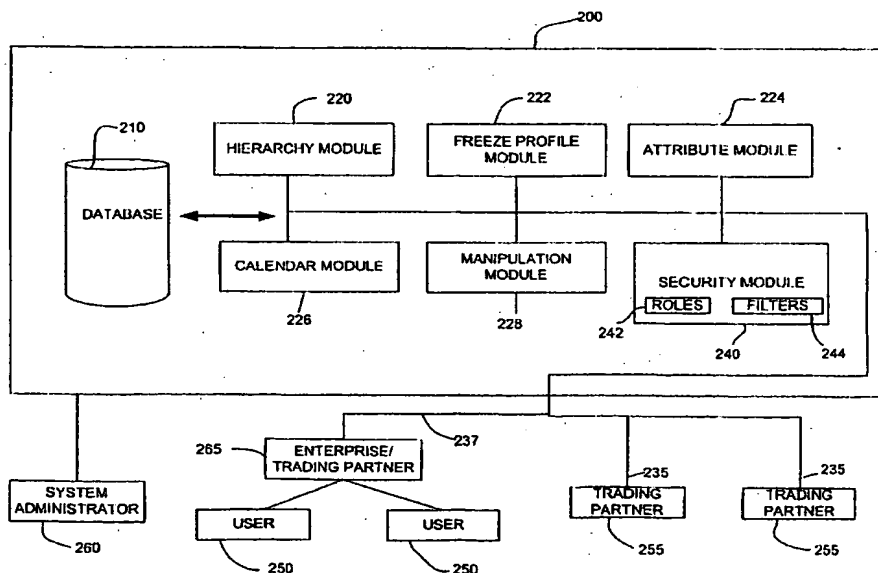 200
220
222
224
210
HIERARCHY MODULE
FREEZE PROFILE
MODULE
ATTRIBUTE MODULE
DATABASE
CALENDAR MODULE
MANIPULATION
MODULE
SECURITY MODULE
ROLES
FILTERS
226
228
242
240
244
237
265
ENTERPRISE/
TRADING PARTNER
235
235
SYSTEM
ADMINISTRATOR
USER
USER
TRADING
PARTNER
TRADING
PARTNER
260
250
250
255
255